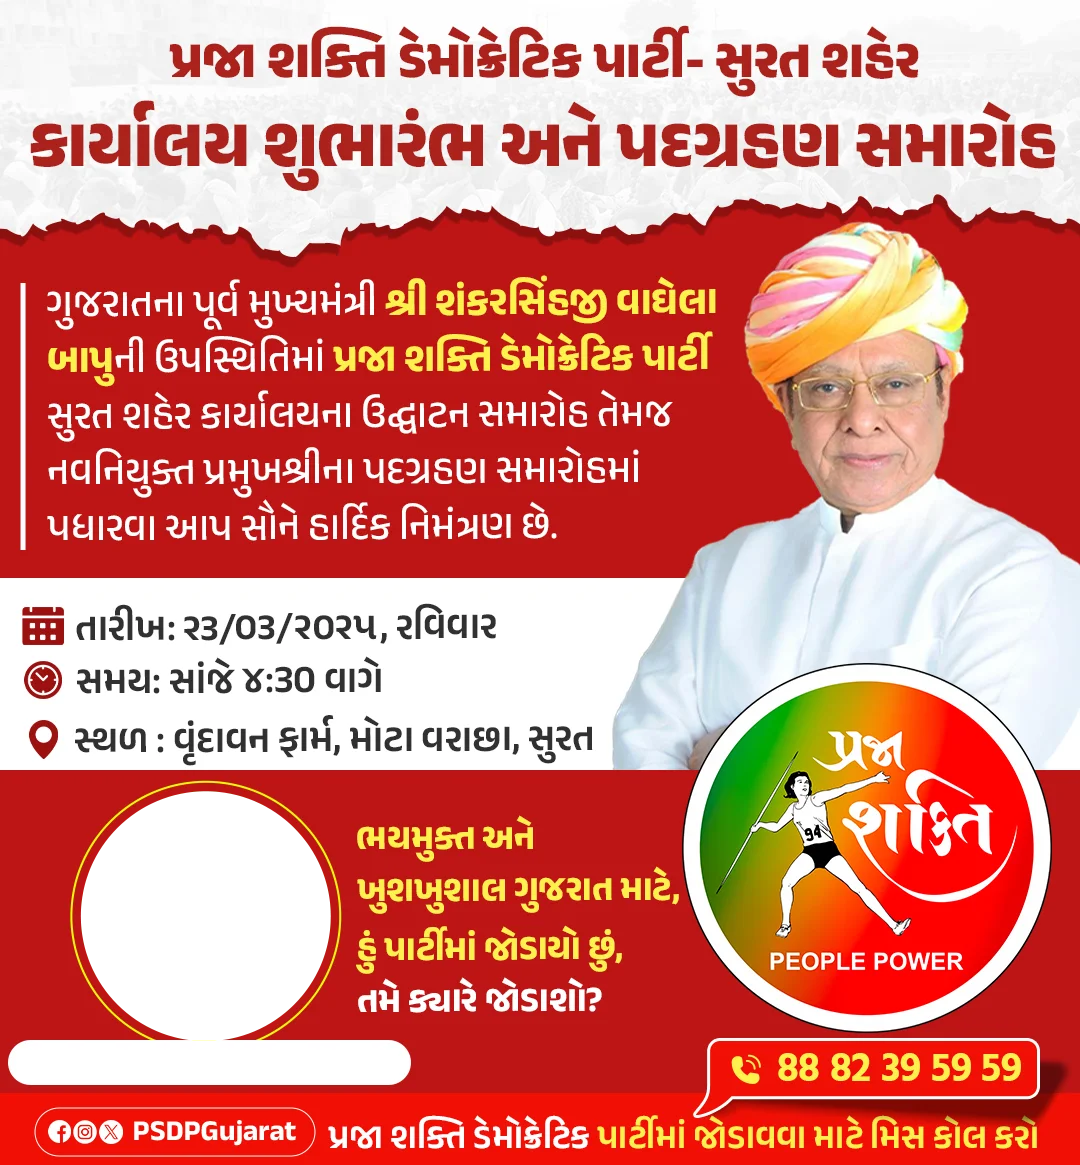 પ્રજા શક્તિ ડેમોક્રેટિક પાર્ટી- સુરત શહેર
કાર્યાલય શુભારંભ અને પદગ્રહણ સમારોહ
ગુજરાતના પૂર્વ મુખ્યમંત્રી શ્રી શંકરસિંહજી વાઘેલા
બાપુની ઉપસ્થિતિમાં પ્રજા શક્તિ ડેમોક્રેટિક પાર્ટી
સુરત શહેર કાર્યાલયના ઉદ્ઘાટન સમારોહ તેમજ
નવનિયુક્ત પ્રમુખશ્રીના પદગ્રહણ સમારોહમાં
પધારવા આપ સૌને હાર્દિક નિમંત્રણ છે.
તારીખ: ૨૩/૦૩/૨૦૨૫, રવિવાર
સમય: સાંજે ૪:30 વાગે
સ્થળ : વૃંદાવન ફાર્મ, મોટા વરાછા, સુરત
ભયમુક્ત અને
ખુશખુશાલ ગુજરાત માટે,
હું પાર્ટીમાં જોડાયો છું,
તમે ક્યારે જોડાશો?
પ્રજા
શક્તિ
94
PEOPLE POWER
88 82 39 59 59
PSDPGujarat
પ્રજા શક્તિ ડેમોક્રેટિક પાર્ટીમાં જોડાવવા માટે મિસ કોલ કરો